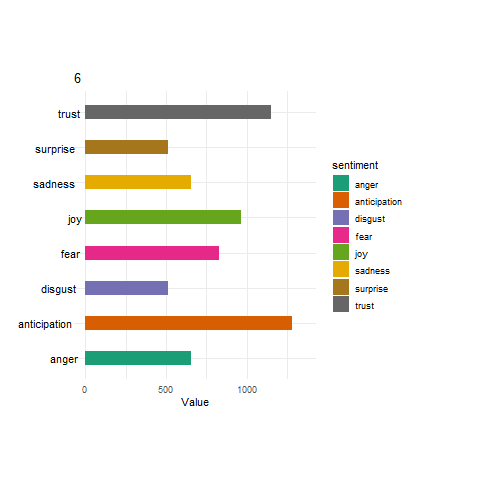 6
trust
surprise
sadness
joy
fear
disgust
anticipation
anger
0 500 1000
Value
sentiment
anger
anticipation
disgust
fear
joy
sadness
surprise
trust